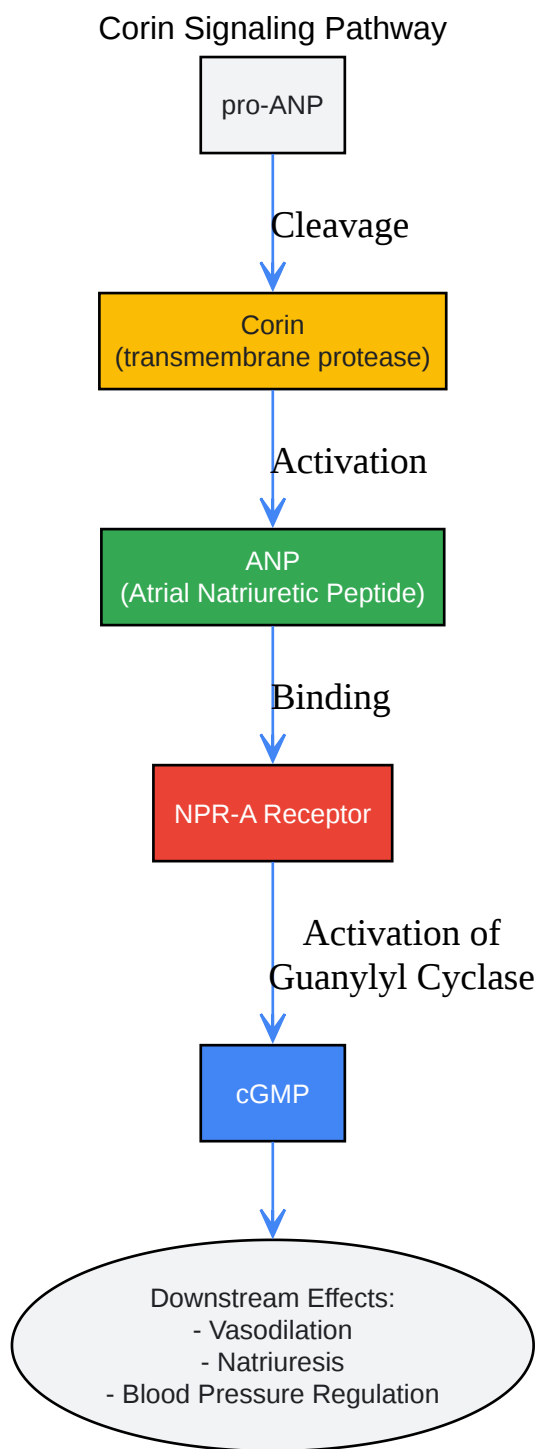 Corin Signaling Pathway
pro-ANP
Cleavage
Corin
(transmembrane protease)
Activation
ANP
(Atrial Natriuretic Peptide)
Binding
NPR-A Receptor
Activation of
Guanylyl Cyclase
cGMP
Downstream Effects:
- Vasodilation
- Natriuresis
- Blood Pressure Regulation